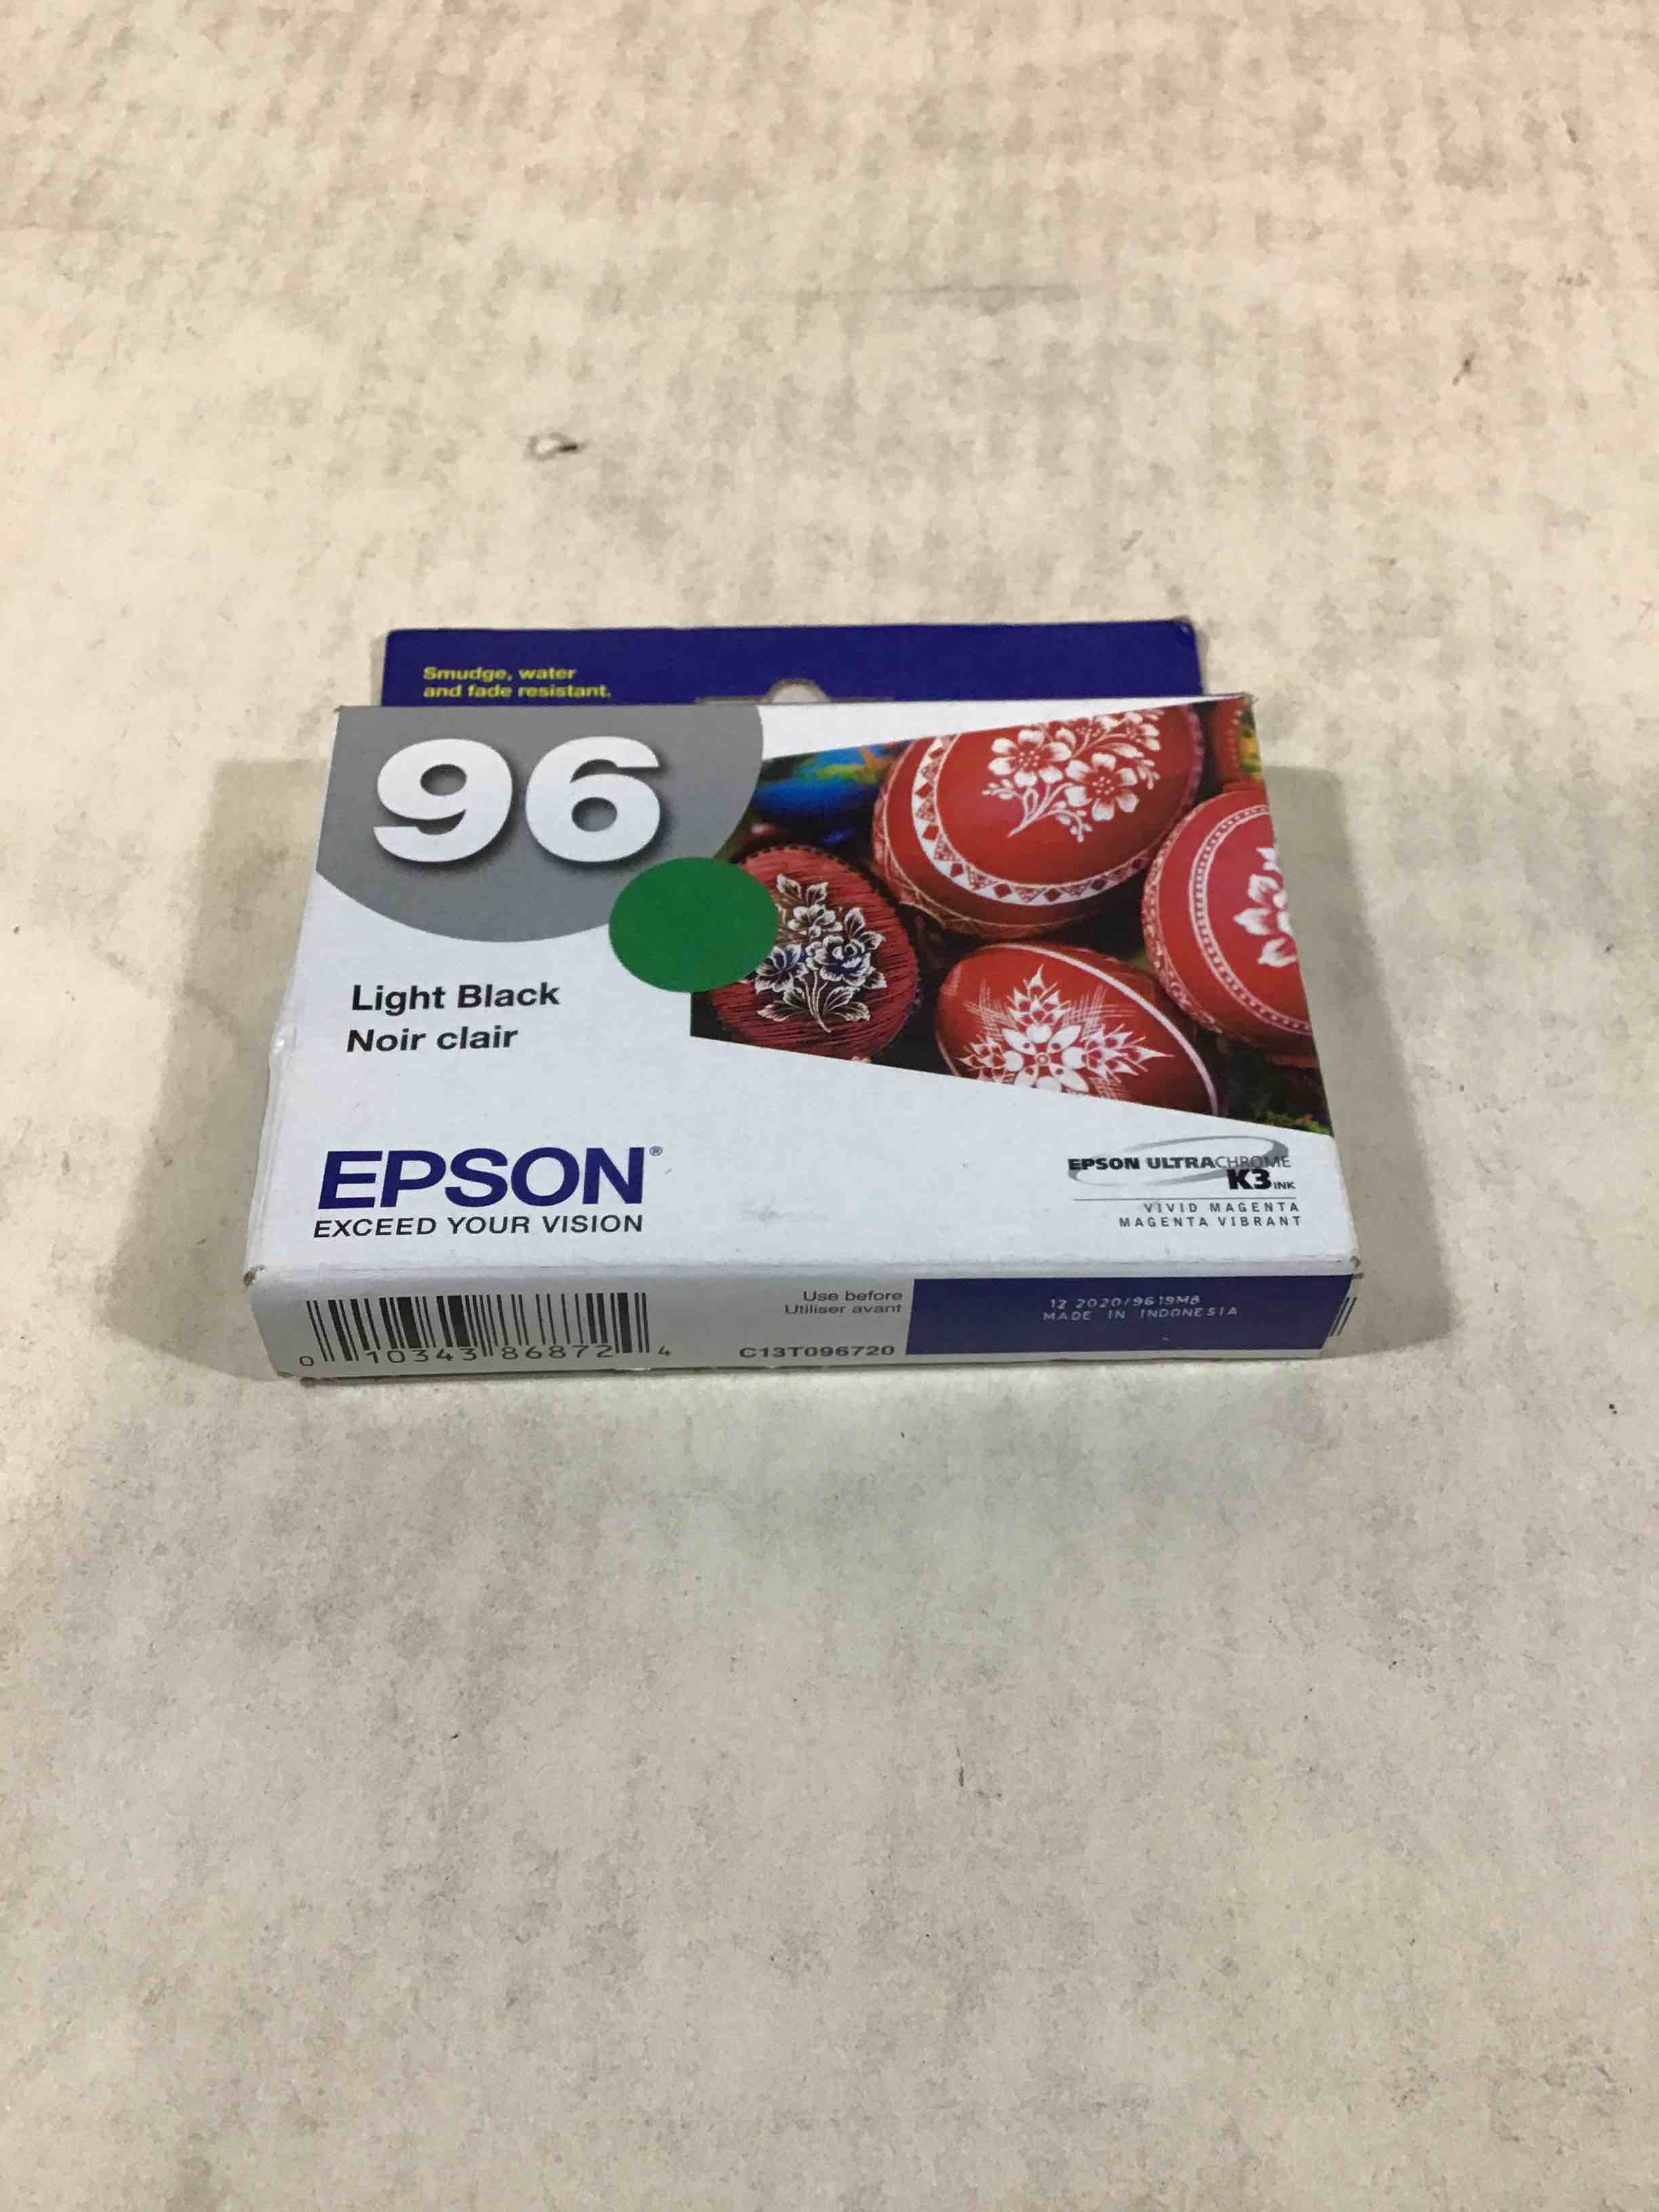 Smudge, water
and fade resistant.
96
Light Black
Noir clair
EPSON®
EXCEED YOUR VISION
EPSON ULTRACHROME
K3 INK
VIVID MAGENTA
MAGENTA VIBRANT
Use before
Utiliser avant
C13T096720
12 2020/9619MB
MADE IN INDONESIA
0 10343 86872 4